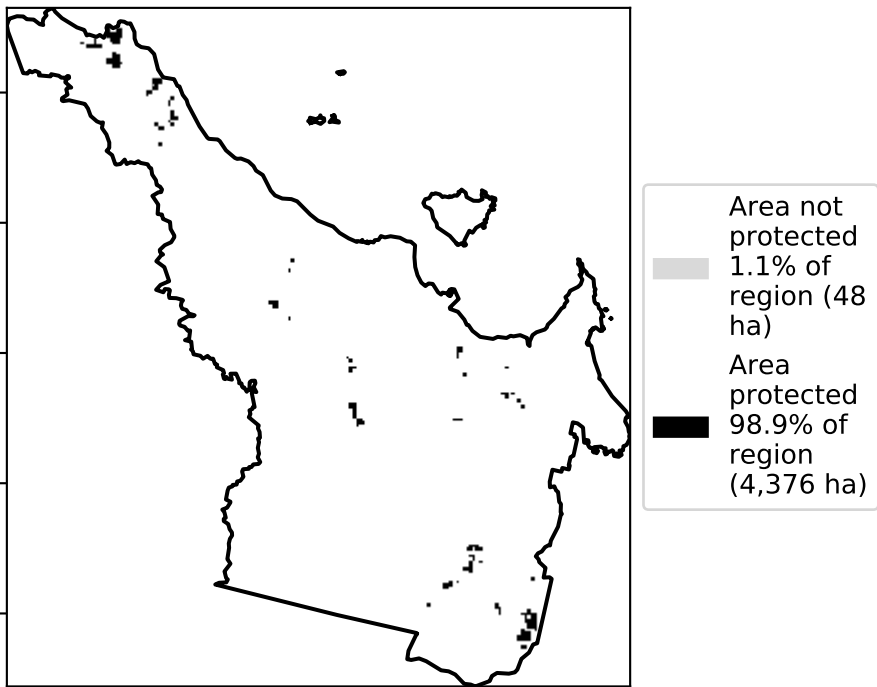 Area not
protected
1.1% of
region (48
ha)
Area
protected
98.9% of
region
(4,376 ha)